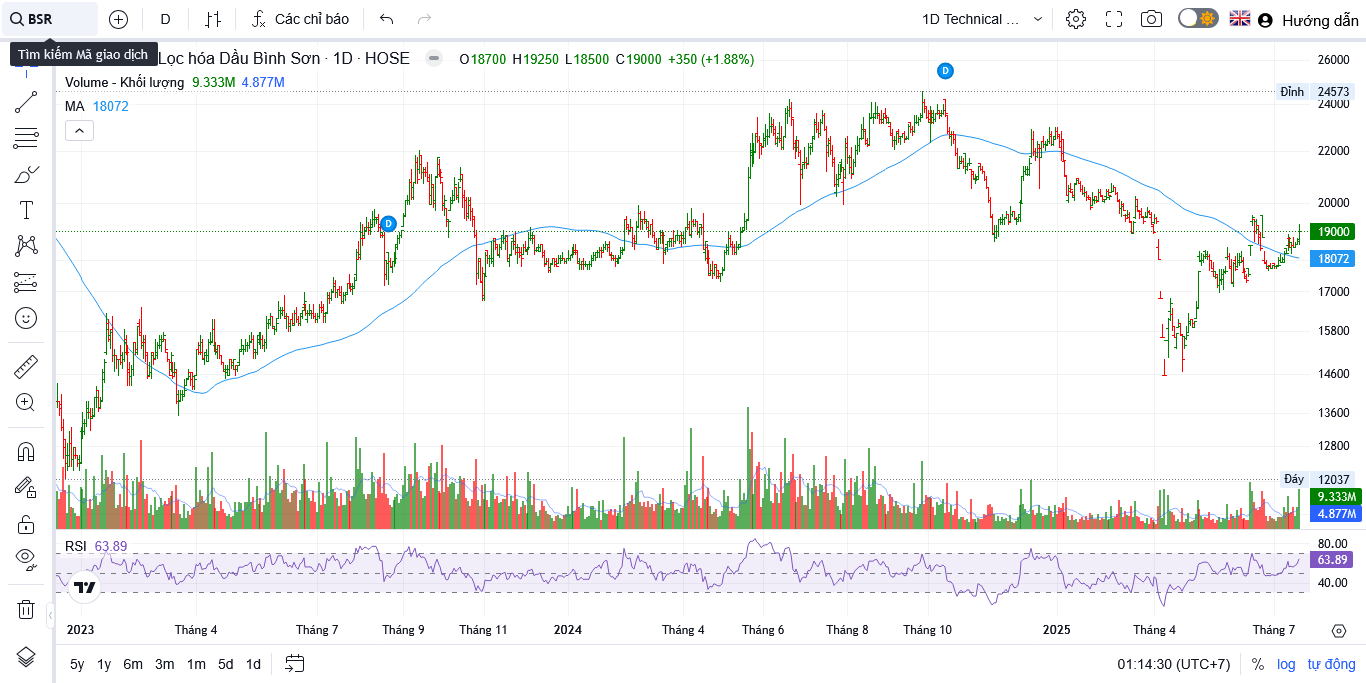 BSR
D
Các chỉ báo
1D Technical ...
Hướng dẫn
Tìm kiếm Mã giao dịch
Lọc hóa Dầu Bình Sơn · 1D · HOSE
O18700 H19250 L18500 C19000 +350 (+1.88%)
Volume - Khối lượng 9.333M 4.877M
MA 18072
D
D
26000
Đỉnh 24573
24000
22000
20000
19000
18072
17000
15800
14600
13600
12800
Đáy 12037
9.333M
4.877M
RSI 63.89
80.00
63.89
40.00
2023 Tháng 4 Tháng 7 Tháng 9 Tháng 11 2024 Tháng 4 Tháng 6 Tháng 8 Tháng 10 2025 Tháng 4 Tháng 7
5y 1y 6m 3m 1m 5d 1d
01:14:30 (UTC+7) % log tự động